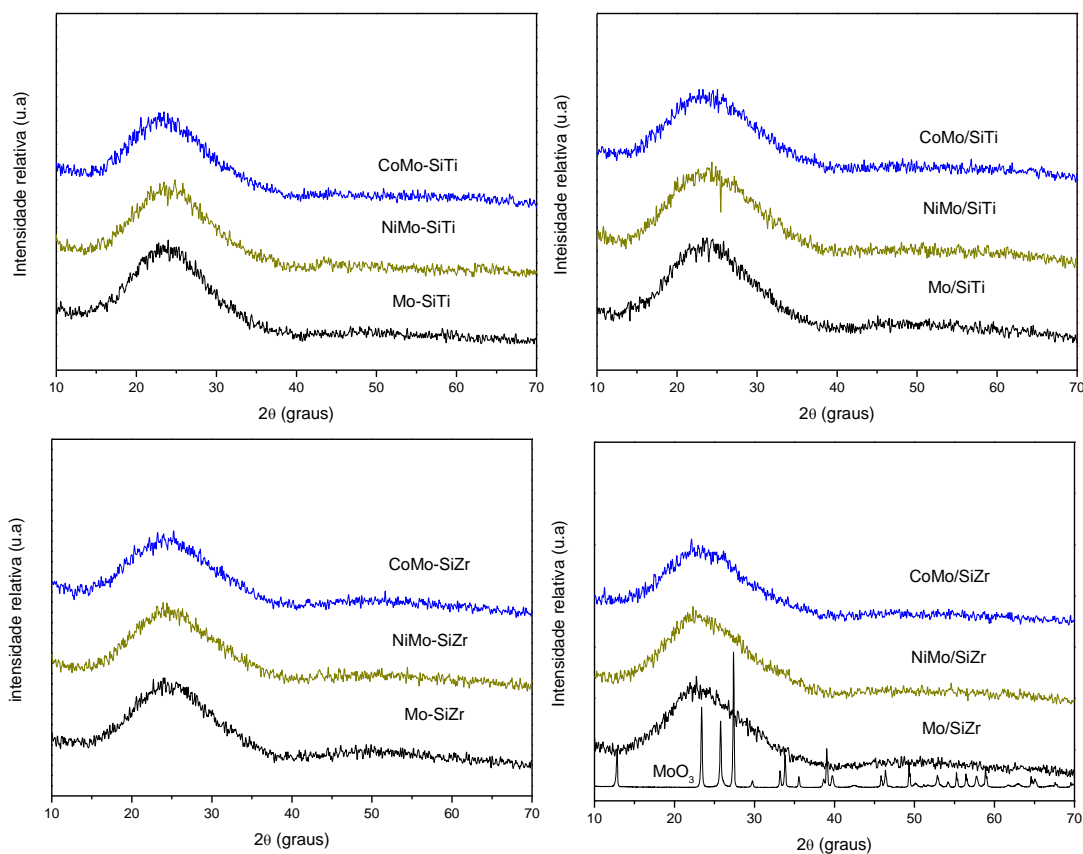 Intensidade relativa (u.a)
CoMo-SiTi
NiMo-SiTi
Mo-SiTi
10 20 30 40 50 60 70
2θ (graus)
Inteisidade relativa (u.a)
CoMo/SiTi
NiMo/SiTi
Mo/SiTi
10 20 30 40 50 60 70
2θ (graus)
intensidade relativa (u.a)
CoMo-SiZr
NiMo-SiZr
Mo-SiZr
10 20 30 40 50 60 70
2θ (graus)
Intensidade relativa (u.a)
CoMo/SiZr
NiMo/SiZr
Mo/SiZr
MoO3
10 20 30 40 50 60 70
2θ (graus)